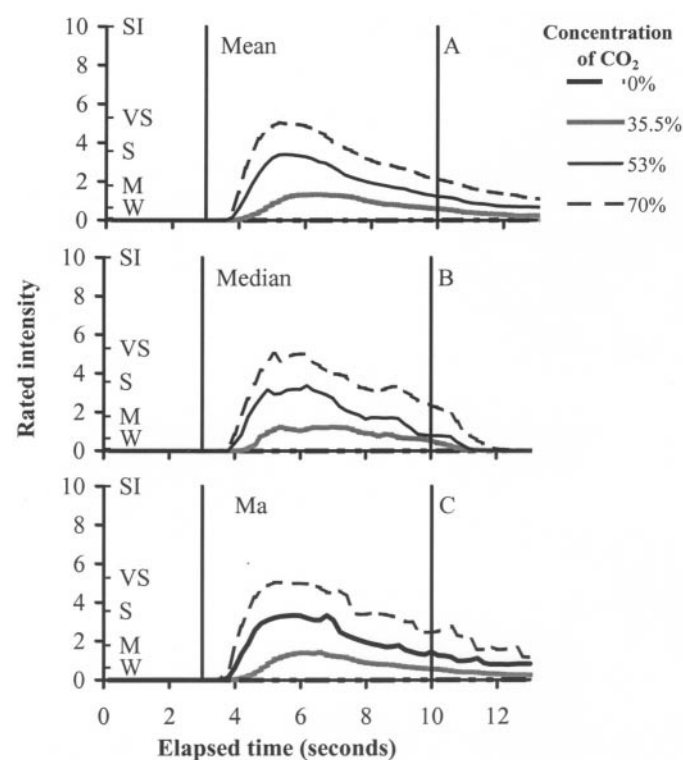 10 SI Mean A
8
6
VS
4 S
2 M
W
0
Concentration
of CO₂
0%
35.5%
53%
70%
Rated intensity
10 SI Median B
8
6
VS
4 S
2 M
W
0
10 SI Ma C
8
6
VS
4 S
2 M
W
0
0 2 4 6 8 10 12
Elapsed time (seconds)